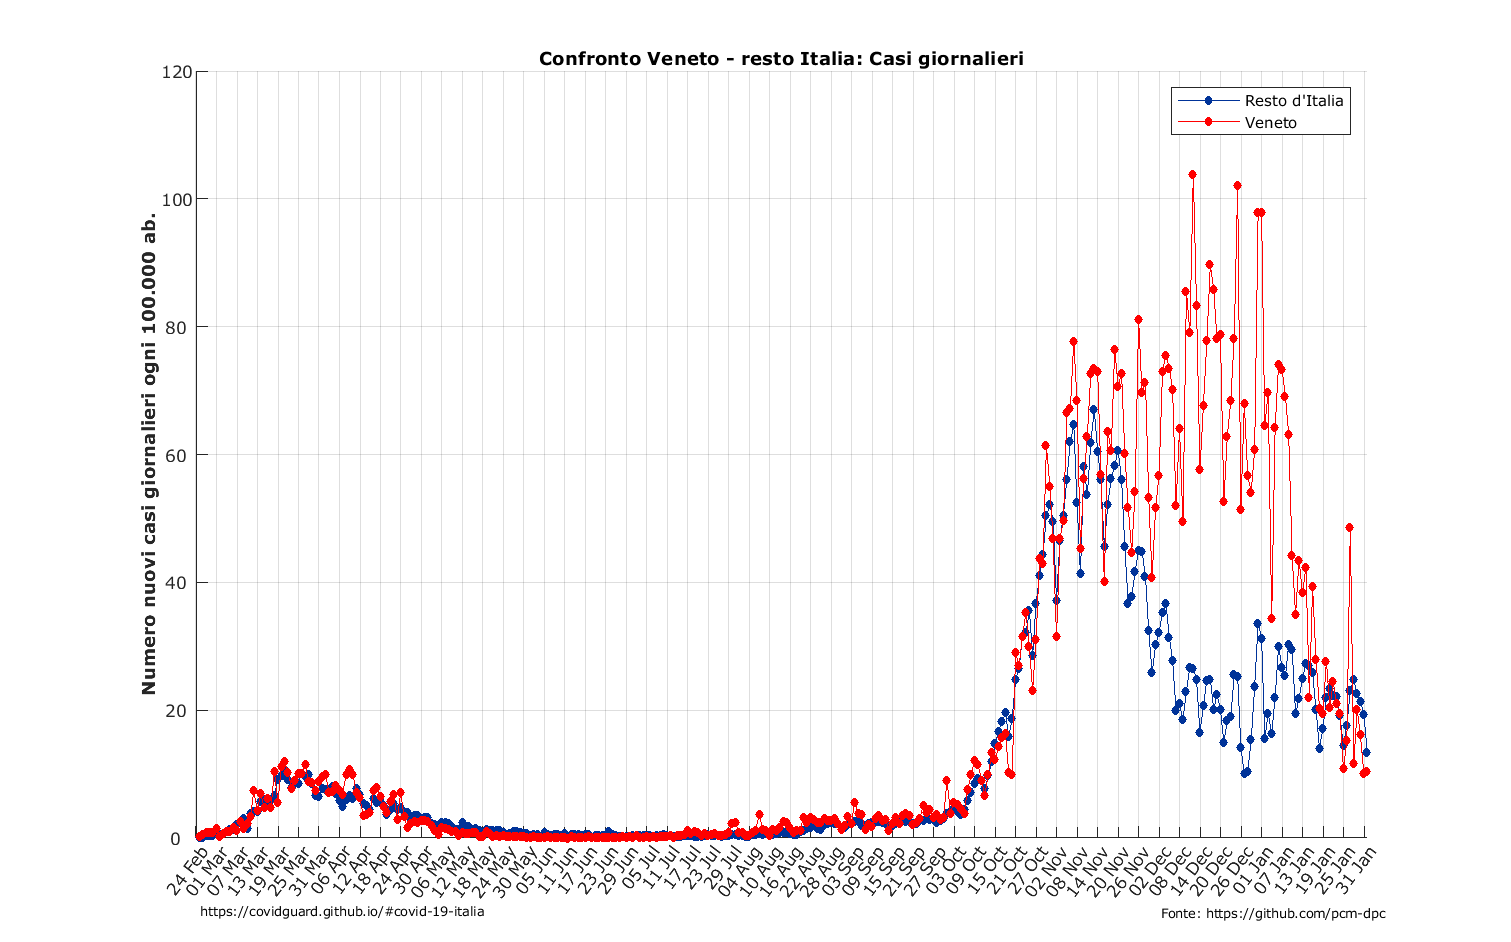 Confronto Veneto - resto Italia: Casi giornalieri
Resto d'Italia
Veneto
Numero nuovi casi giornalieri ogni 100.000 ab.
120
100
80
60
40
20
0
24 Feb
01 Mar
07 Mar
13 Mar
19 Mar
25 Mar
31 Mar
06 Apr
12 Apr
18 Apr
24 Apr
30 Apr
06 May
12 May
18 May
24 May
30 May
05 Jun
11 Jun
17 Jun
23 Jun
29 Jun
05 Jul
11 Jul
17 Jul
23 Jul
29 Jul
04 Aug
10 Aug
16 Aug
22 Aug
28 Aug
03 Sep
09 Sep
15 Sep
21 Sep
27 Sep
03 Oct
09 Oct
15 Oct
21 Oct
27 Oct
02 Nov
08 Nov
14 Nov
20 Nov
26 Nov
02 Dec
08 Dec
14 Dec
20 Dec
26 Dec
01 Jan
07 Jan
13 Jan
19 Jan
25 Jan
31 Jan
https://covidguard.github.io/#covid-19-italia
Fonte: https://github.com/pcm-dpc